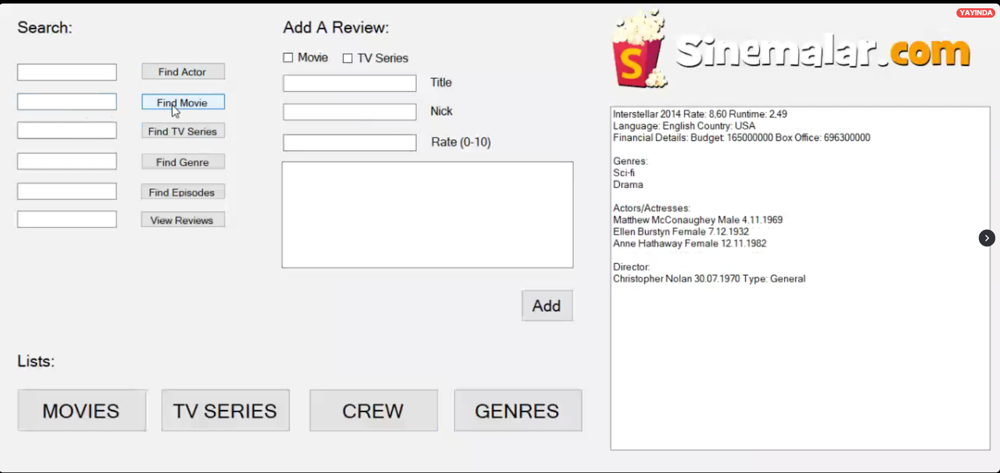 YAYINDA
Search:
Find Actor
Find Movie
Find TV Series
Find Genre
Find Episodes
View Reviews
Add A Review:
Movie
TV Series
Title
Nick
Rate (0-10)
Add
S
Sinemalar.com
Interstellar 2014 Rate: 8,60 Runtime: 2,49
Language: English Country: USA
Financial Details: Budget: 165000000 Box Office: 696300000
Genres:
Sci-fi
Drama
Actors/Actresses:
Matthew McConaughey Male 4.11.1969
Ellen Burstyn Female 7.12.1932
Anne Hathaway Female 12.11.1982
Director:
Christopher Nolan 30.07.1970 Type: General
Lists:
MOVIES
TV SERIES
CREW
GENRES